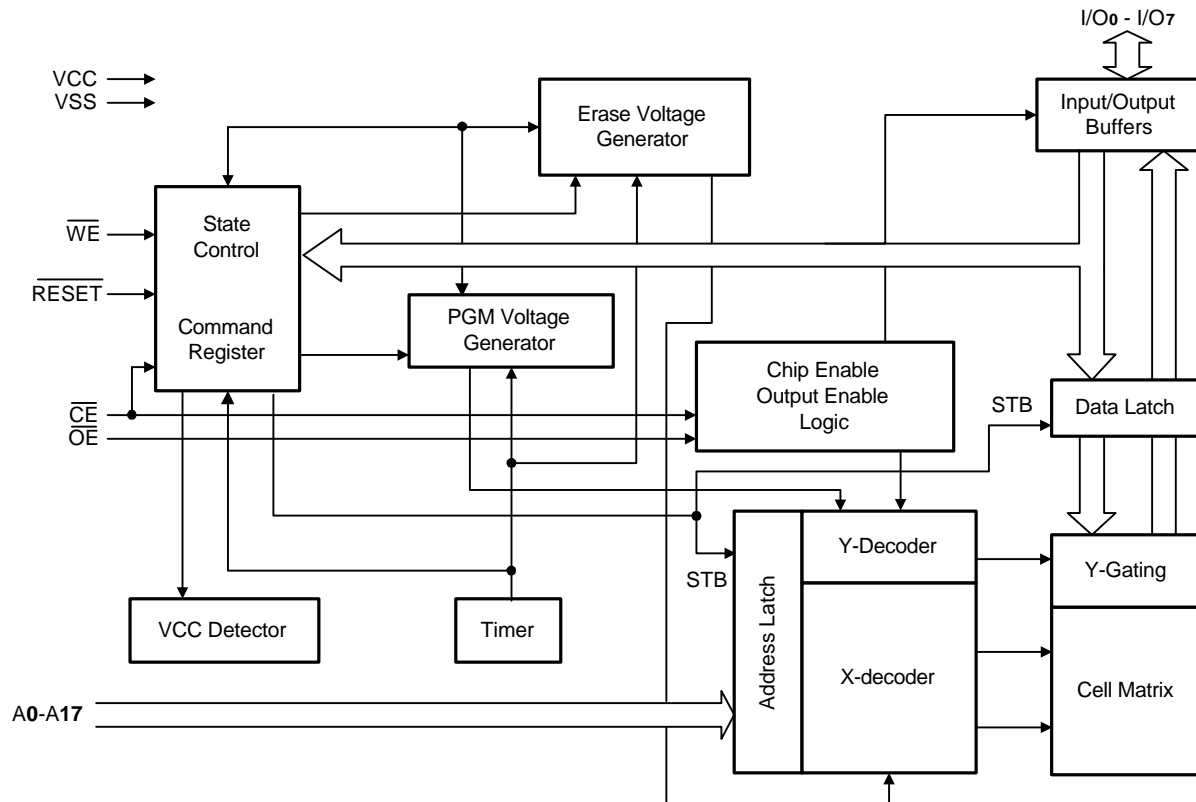 I/O0 - I/O7
VCC
VSS
Erase Voltage
Generator
Input/Output
Buffers
WE
State
Control
RESET
PGM Voltage
Generator
Command
Register
Chip Enable
Output Enable
Logic
CE
OE
STB
Data Latch
Y-Decoder
STB
Y-Gating
VCC Detector
Timer
Address Latch
X-decoder
Cell Matrix
A0-A17